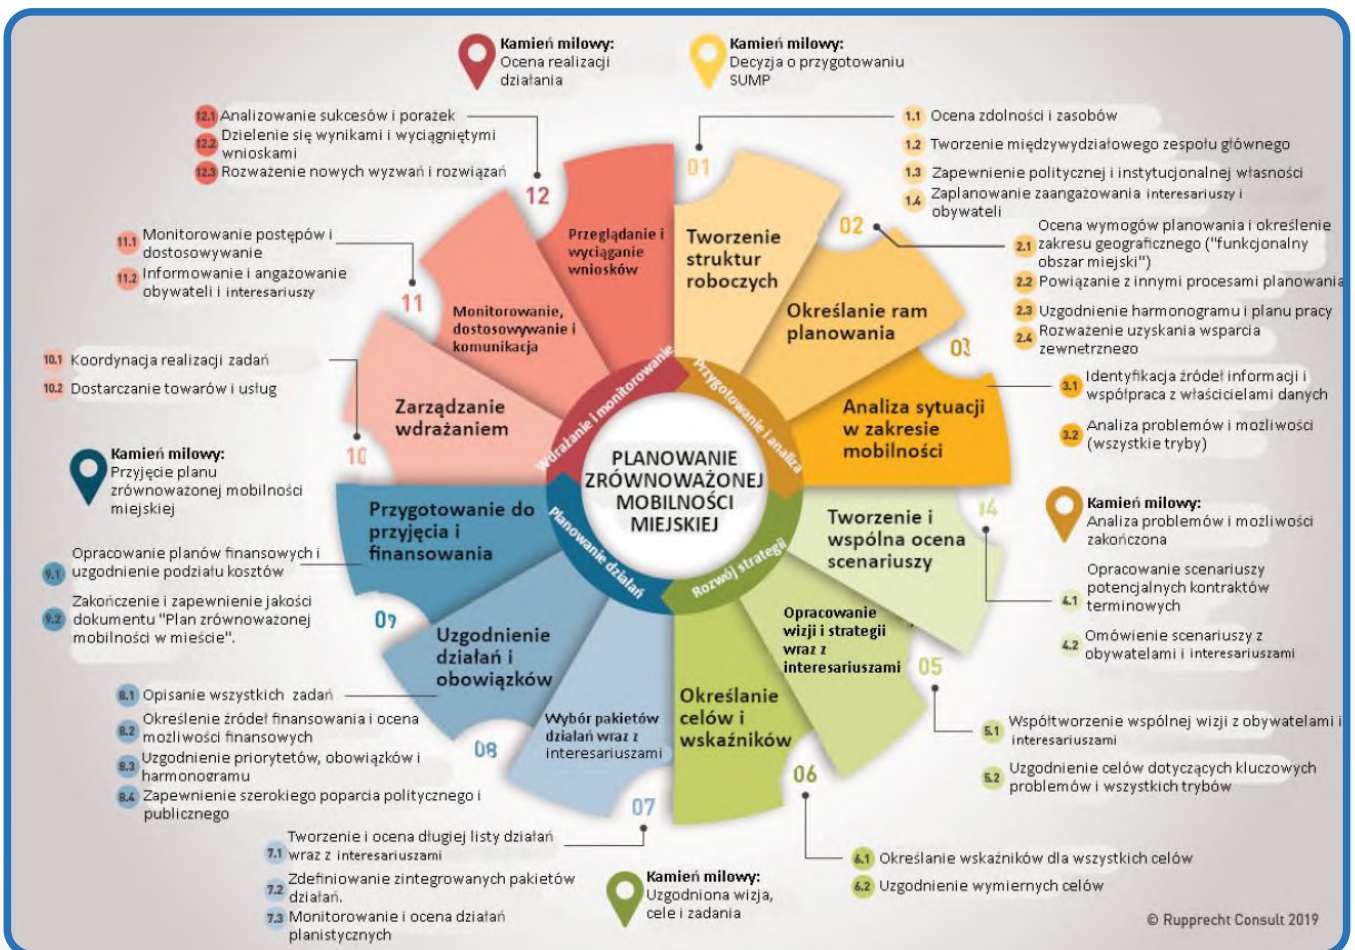 Kamień milowy:
Ocena realizacji
działania
Kamień milowy:
Decyzja o przygotowaniu
SUMP
12.1 Analizowanie sukcesów i porażek
12.2 Dzielenie się wynikami i wyciągniętymi
wnioskami
12.3 Rozważenie nowych wyzwań i rozwiązań
1.1 Ocena zdolności i zasobów
1.2 Tworzenie międzywydziałowego zespołu głównego
1.3 Zapewnienie politycznej i instytucjonalnej własności
1.4 Zaplanowanie zaangażowania interesariuszy i
obywateli
11.1 Monitorowanie postępów i
dostosowywanie
11.2 Informowanie i angażowanie
obywateli i interesariuszy
2.1 Ocena wymogów planowania i określenie
zakresu geograficznego ("funkcjonalny
obszar miejski")
2.2 Powiązanie z innymi procesami planowania
2.3 Uzgodnienie harmonogramu i planu pracy
2.4 Rozważenie uzyskania wsparcia
zewnętrznego
10.1 Koordynacja realizacji zadań
10.2 Dostarczanie towarów i usług
3.1 Identyfikacja źródeł informacji i
współpraca z właścicielami danych
3.2 Analiza problemów i możliwości
(wszystkie tryby)
Kamień milowy:
Przyjęcie planu
zrównoważonej mobilności
miejskiej
Kamień milowy:
Analiza problemów i możliwości
zakończona
9.1 Opracowanie planów finansowych i
uzgodnienie podziału kosztów
9.2 Zakończenie i zapewnienie jakości
dokumentu "Plan zrównoważonej
mobilności w mieście".
4.1 Opracowanie scenariuszy
potencjalnych kontraktów
terminowych
4.2 Omówienie scenariuszy z
obywatelami i interesariuszami
8.1 Opisanie wszystkich zadań
8.2 Określenie źródeł finansowania i ocena
możliwości finansowych
8.3 Uzgodnienie priorytetów, obowiązków i
harmonogramu
8.4 Zapewnienie szerokiego poparcia politycznego i
publicznego
5.1 Współtworzenie wspólnej wizji z obywatelami i
interesariuszami
5.2 Uzgodnienie celów dotyczących kluczowych
problemów i wszystkich trybów
7.1 Tworzenie i ocena długiej listy działań
wraz z interesariuszami
7.2 Zdefiniowanie zintegrowanych pakietów
działań.
7.3 Monitorowanie i ocena działań
planistycznych
Kamień milowy:
Uzgodniona wizja,
cele i zadania
6.1 Określanie wskaźników dla wszystkich celów
6.2 Uzgodnienie wymiernych celów
01
Tworzenie
struktur
roboczych
02
Określanie ram
planowania
03
Analiza sytuacji
w zakresie
mobilności
04
Tworzenie i
wspólna ocena
scenariuszy
05
Opracowanie
wizji i strategii
wraz z
interesariuszami
06
Określanie
celów i
wskaźników
07
Wybór pakietów
działań wraz z
interesariuszami
08
Uzgodnienie
działań i
obowiązków
09
Przygotowanie do
przyjęcia i
finansowania
10
Zarządzanie
wdrażaniem
11
Monitorowanie,
dostosowywanie i
komunikacja
12
Przeglądanie i
wyciąganie
wniosków
Przygotowanie i analiza
Rozwój strategii
Planowanie działań
Wdrażanie i monitorowanie
PLANOWANIE
ZRÓWNOWAŻONEJ
MOBILNOŚCI
MIEJSKIEJ
© Rupprecht Consult 2019